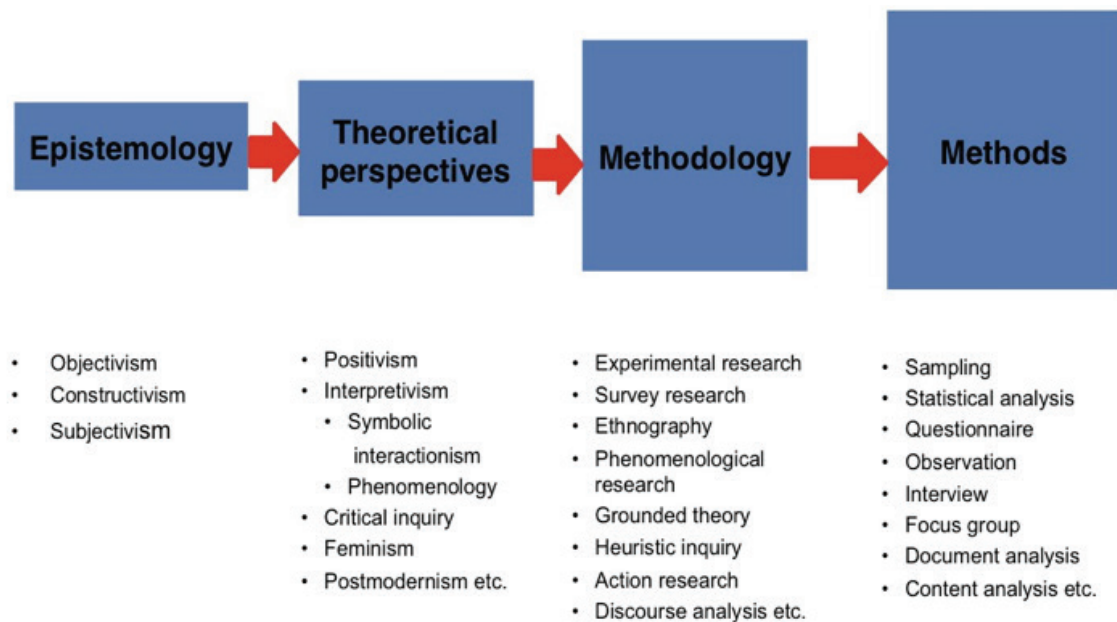 Epistemology
Theoretical
perspectives
Methodology
Methods
• Objectivism
• Constructivism
• Subjectivism
• Positivism
• Interpretivism
• Symbolic
interactionism
• Phenomenology
• Critical inquiry
• Feminism
• Postmodernism etc.
• Experimental research
• Survey research
• Ethnography
• Phenomenological
research
• Grounded theory
• Heuristic inquiry
• Action research
• Discourse analysis etc.
• Sampling
• Statistical analysis
• Questionnaire
• Observation
• Interview
• Focus group
• Document analysis
• Content analysis etc.